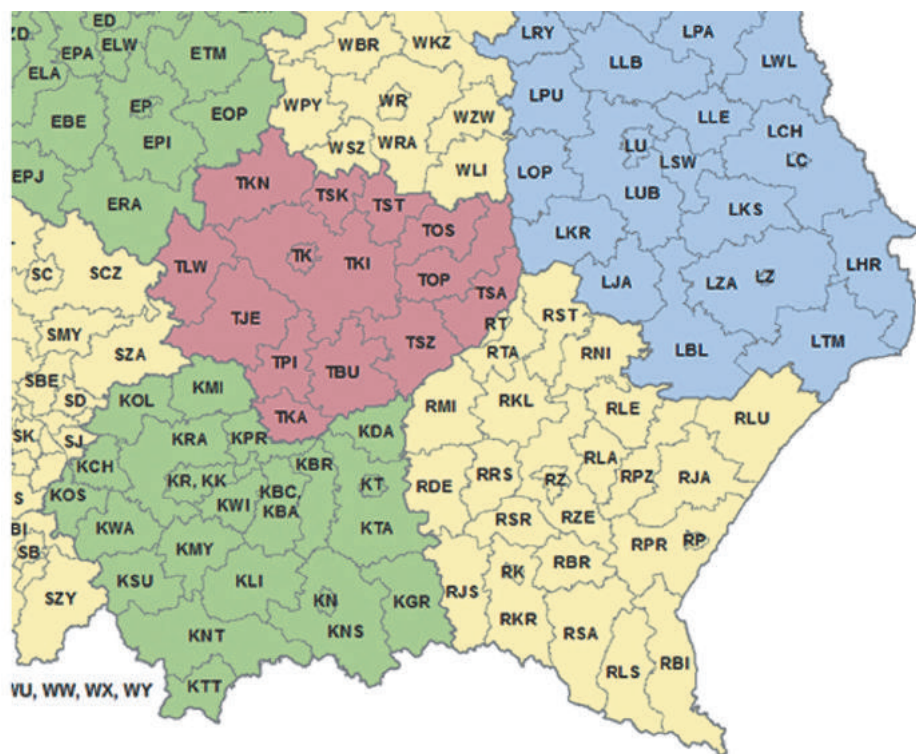 ED
ZD EPA ELW ETM WBR WKZ LRY LPA
ELA LLB LWL
EBE EP EOP WPY WR LPU
EPI WZW LLE LCH
WSZ WRA LU LSW LC
EPJ WLI LOP
TKN TSK LUB
ERA TST LKS
TOS LKR
SC SCZ TLW TK TKI TOP LJA LZA LZ LHR
TSA
TJE RT RST
SMY SZA TPI TBU TSZ RTA RNI LBL LTM
SBE SD KOL KMI RMI RKL RLE RLU
TKA
SK SJ KRA KPR KDA
KCH KBR RLA
S KOS KR, KK KBC, KT RDE RRS RZ RPZ RJA
KWI KBA
BI KWA KTA RSR RZE
SB KMY RPR RP
KSU KLI RK RBR
SZY KN KGR RJS
KNT KNS RKR RSA
RLS RBI
KTT
WU, WW, WX, WY